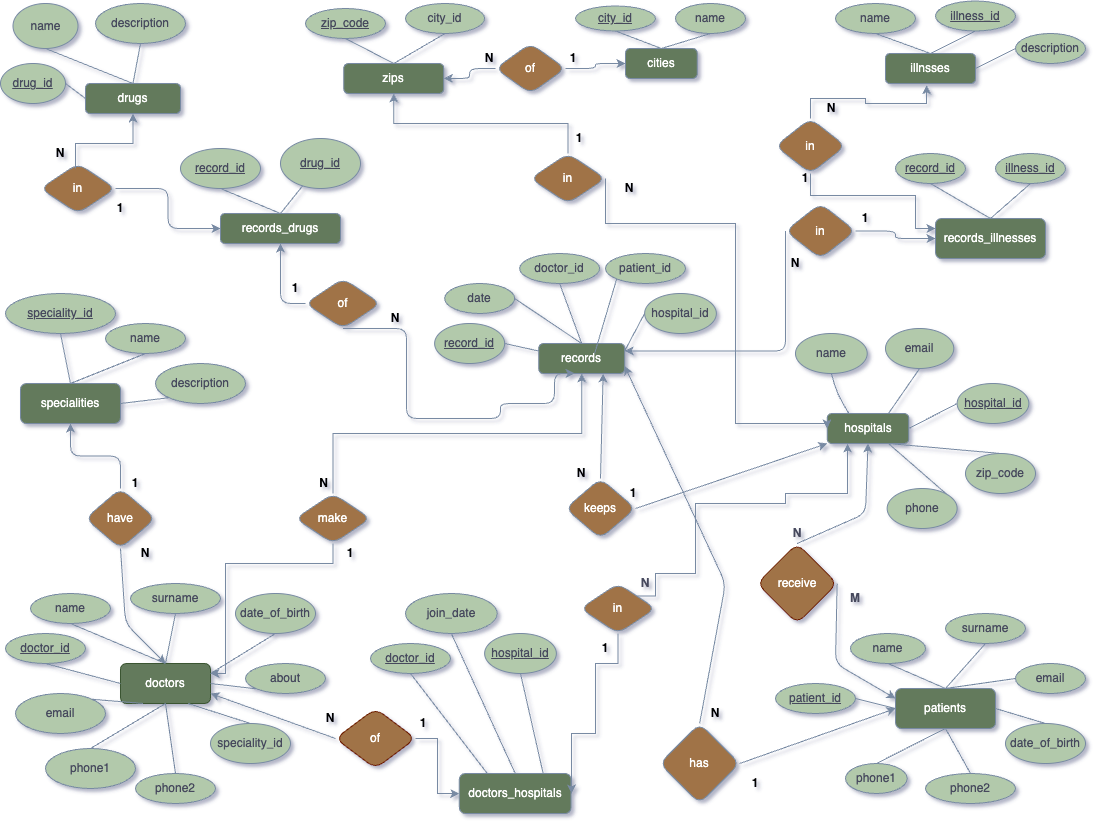 name
description
drug_id
drugs
zip_code
city_id
zips
N
of
1
city_id
name
cities
name
illness_id
description
illnsses
N
in
1
record_id
drug_id
records_drugs
1
in
N
N
in
1
record_id
illness_id
records_illnesses
in
1
N
1
of
N
doctor_id
patient_id
date
hospital_id
record_id
records
speciality_id
name
description
specialities
name
email
hospital_id
hospitals
zip_code
phone
1
have
N
N
make
1
N
keeps
1
N
receive
M
N
in
1
name
surname
date_of_birth
doctor_id
doctors
about
email
speciality_id
phone1
phone2
join_date
doctor_id
hospital_id
N
of
1
doctors_hospitals
N
has
1
name
surname
email
patient_id
patients
date_of_birth
phone1
phone2